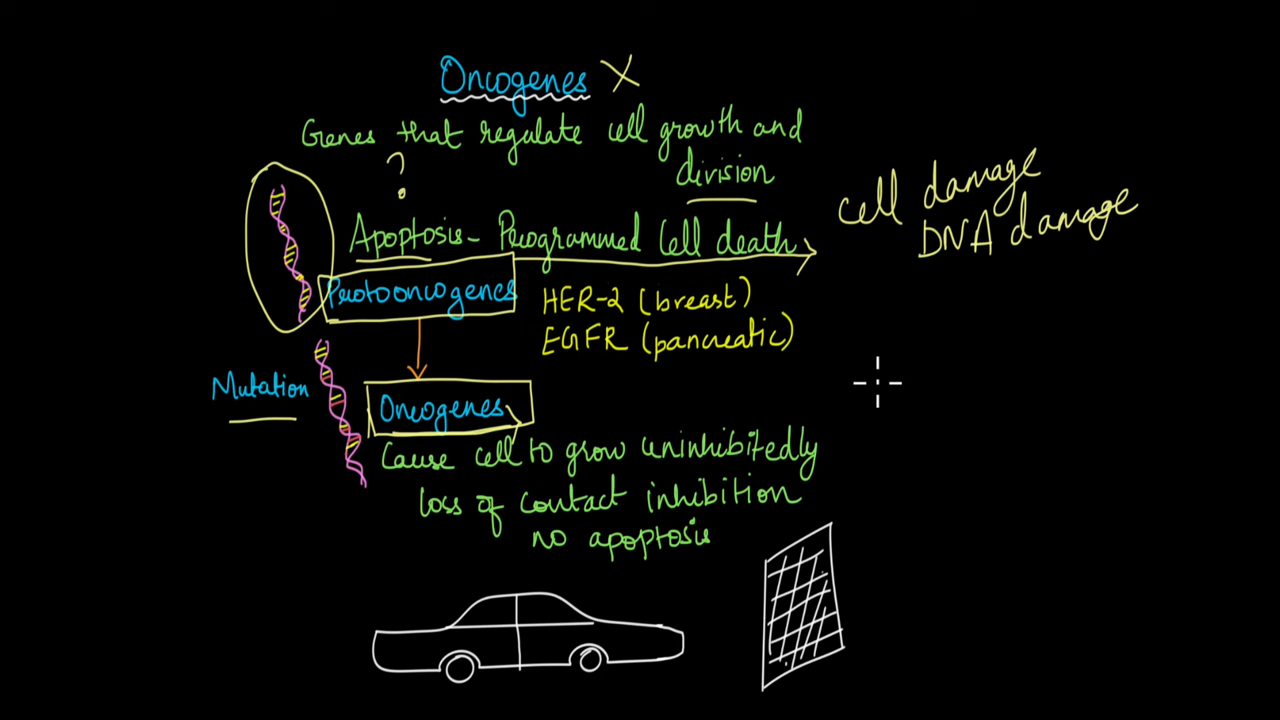 Oncogenes X
Genes that regulate cell growth and
division
?
cell damage
DNA damage
Apoptosis - Programmed Cell death
Protooncogenes
HER-2 (breast)
EGFR (pancreatic)
Mutation
Oncogenes
Cause cell to grow uninhibitedly
loss of contact inhibition
no apoptosis